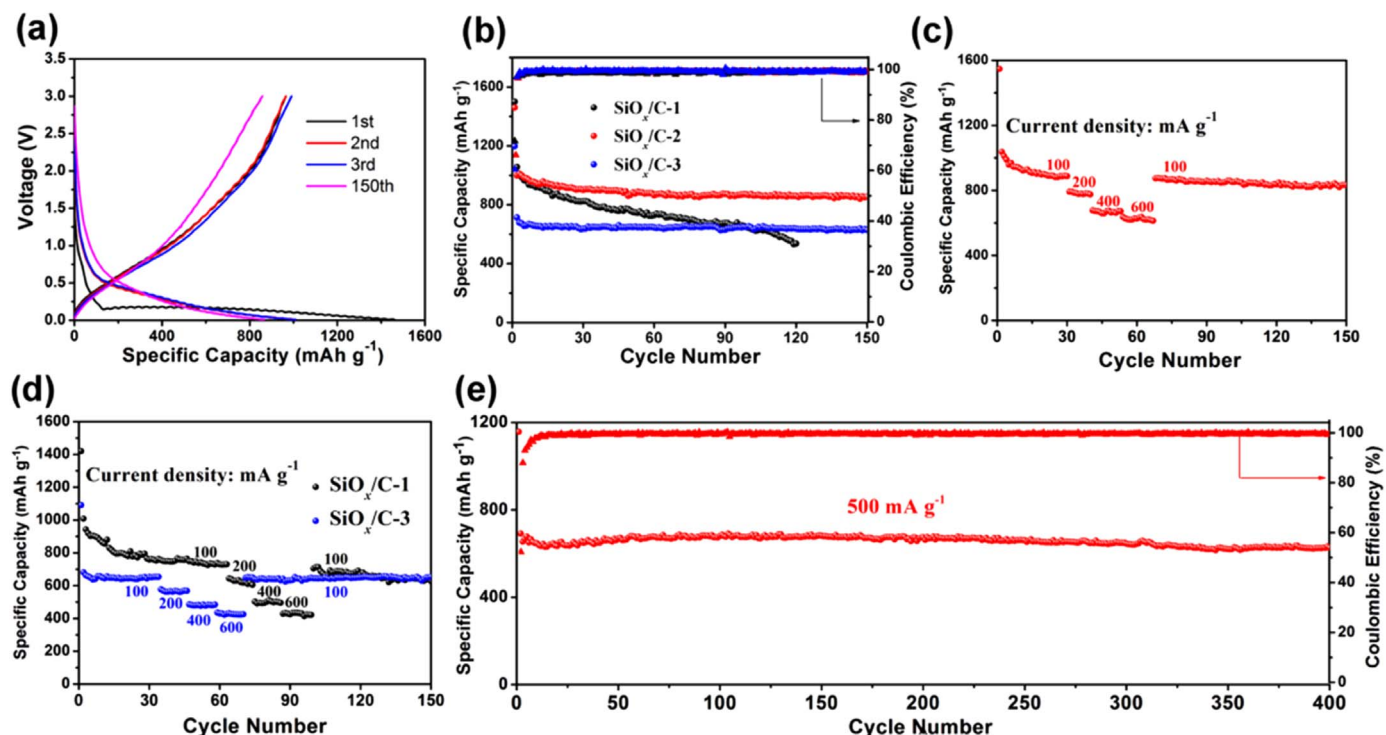 (a)
3.5
3.0
2.5
2.0
1.5
1.0
0.5
0.0
Voltage (V)
1st
2nd
3rd
150th
0 400 800 1200 1600
Specific Capacity (mAh g⁻¹)
(b)
1600
1400
1200
1000
800
600
400
0
Specific Capacity (mAh g⁻¹)
SiOₓ/C-1
SiOₓ/C-2
SiOₓ/C-3
100
80
60
40
20
0
Coulombic Efficiency (%)
0 30 60 90 120 150
Cycle Number
(c)
1600
1200
800
400
0
Specific Capacity (mAh g⁻¹)
Current density: mA g⁻¹
100
200
400
600
100
0 30 60 90 120 150
Cycle Number
(d)
1600
1400
1200
1000
800
600
400
200
0
Specific Capacity (mAh g⁻¹)
Current density: mA g⁻¹
SiOₓ/C-1
SiOₓ/C-3
100
200
400
600
100
100
200
400
600
100
0 30 60 90 120 150
Cycle Number
(e)
1200
900
600
300
0
Specific Capacity (mAh g⁻¹)
500 mA g⁻¹
100
80
60
40
20
0
Coulombic Efficiency (%)
0 50 100 150 200 250 300 350 400
Cycle Number